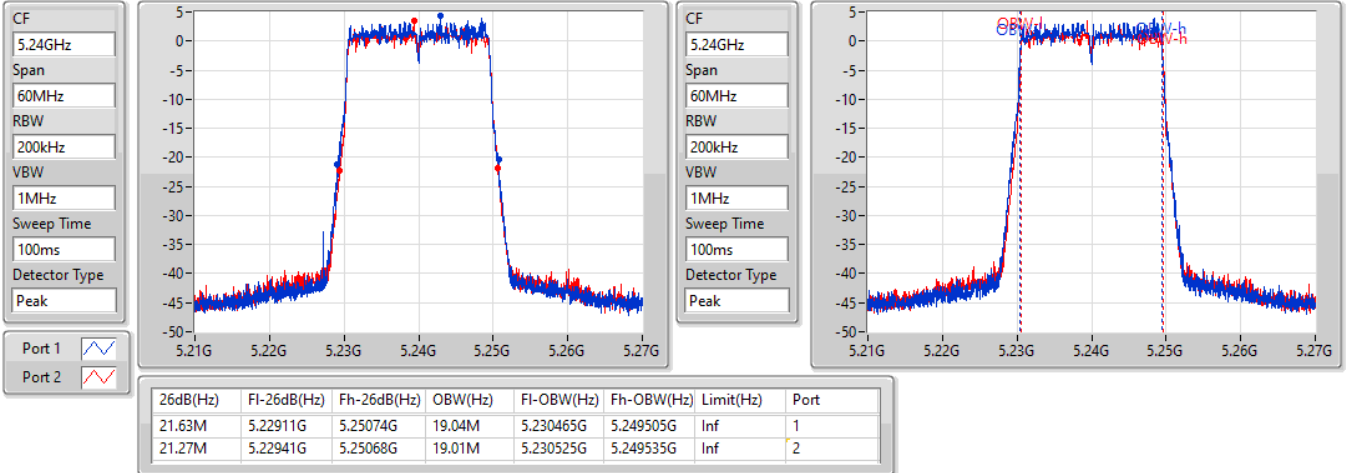 CF
5.24GHz
Span
60MHz
RBW
200kHz
VBW
1MHz
Sweep Time
100ms
Detector Type
Peak
Port 1
Port 2
5-
0-
-5-
-10-
-15-
-20-
-25-
-30-
-35-
-40-
-45-
-50-
5.21G 5.22G 5.23G 5.24G 5.25G 5.26G 5.27G
CF
5.24GHz
Span
60MHz
RBW
200kHz
VBW
1MHz
Sweep Time
100ms
Detector Type
Peak
5-
0-
-5-
-10-
-15-
-20-
-25-
-30-
-35-
-40-
-45-
-50-
OBW-l OBW-h
OBW-h
5.21G 5.22G 5.23G 5.24G 5.25G 5.26G 5.27G
26dB(Hz) Fl-26dB(Hz) Fh-26dB(Hz) OBW(Hz) Fl-OBW(Hz) Fh-OBW(Hz) Limit(Hz) Port
21.63M 5.22911G 5.25074G 19.04M 5.230465G 5.249505G Inf 1
21.27M 5.22941G 5.25068G 19.01M 5.230525G 5.249535G Inf 2